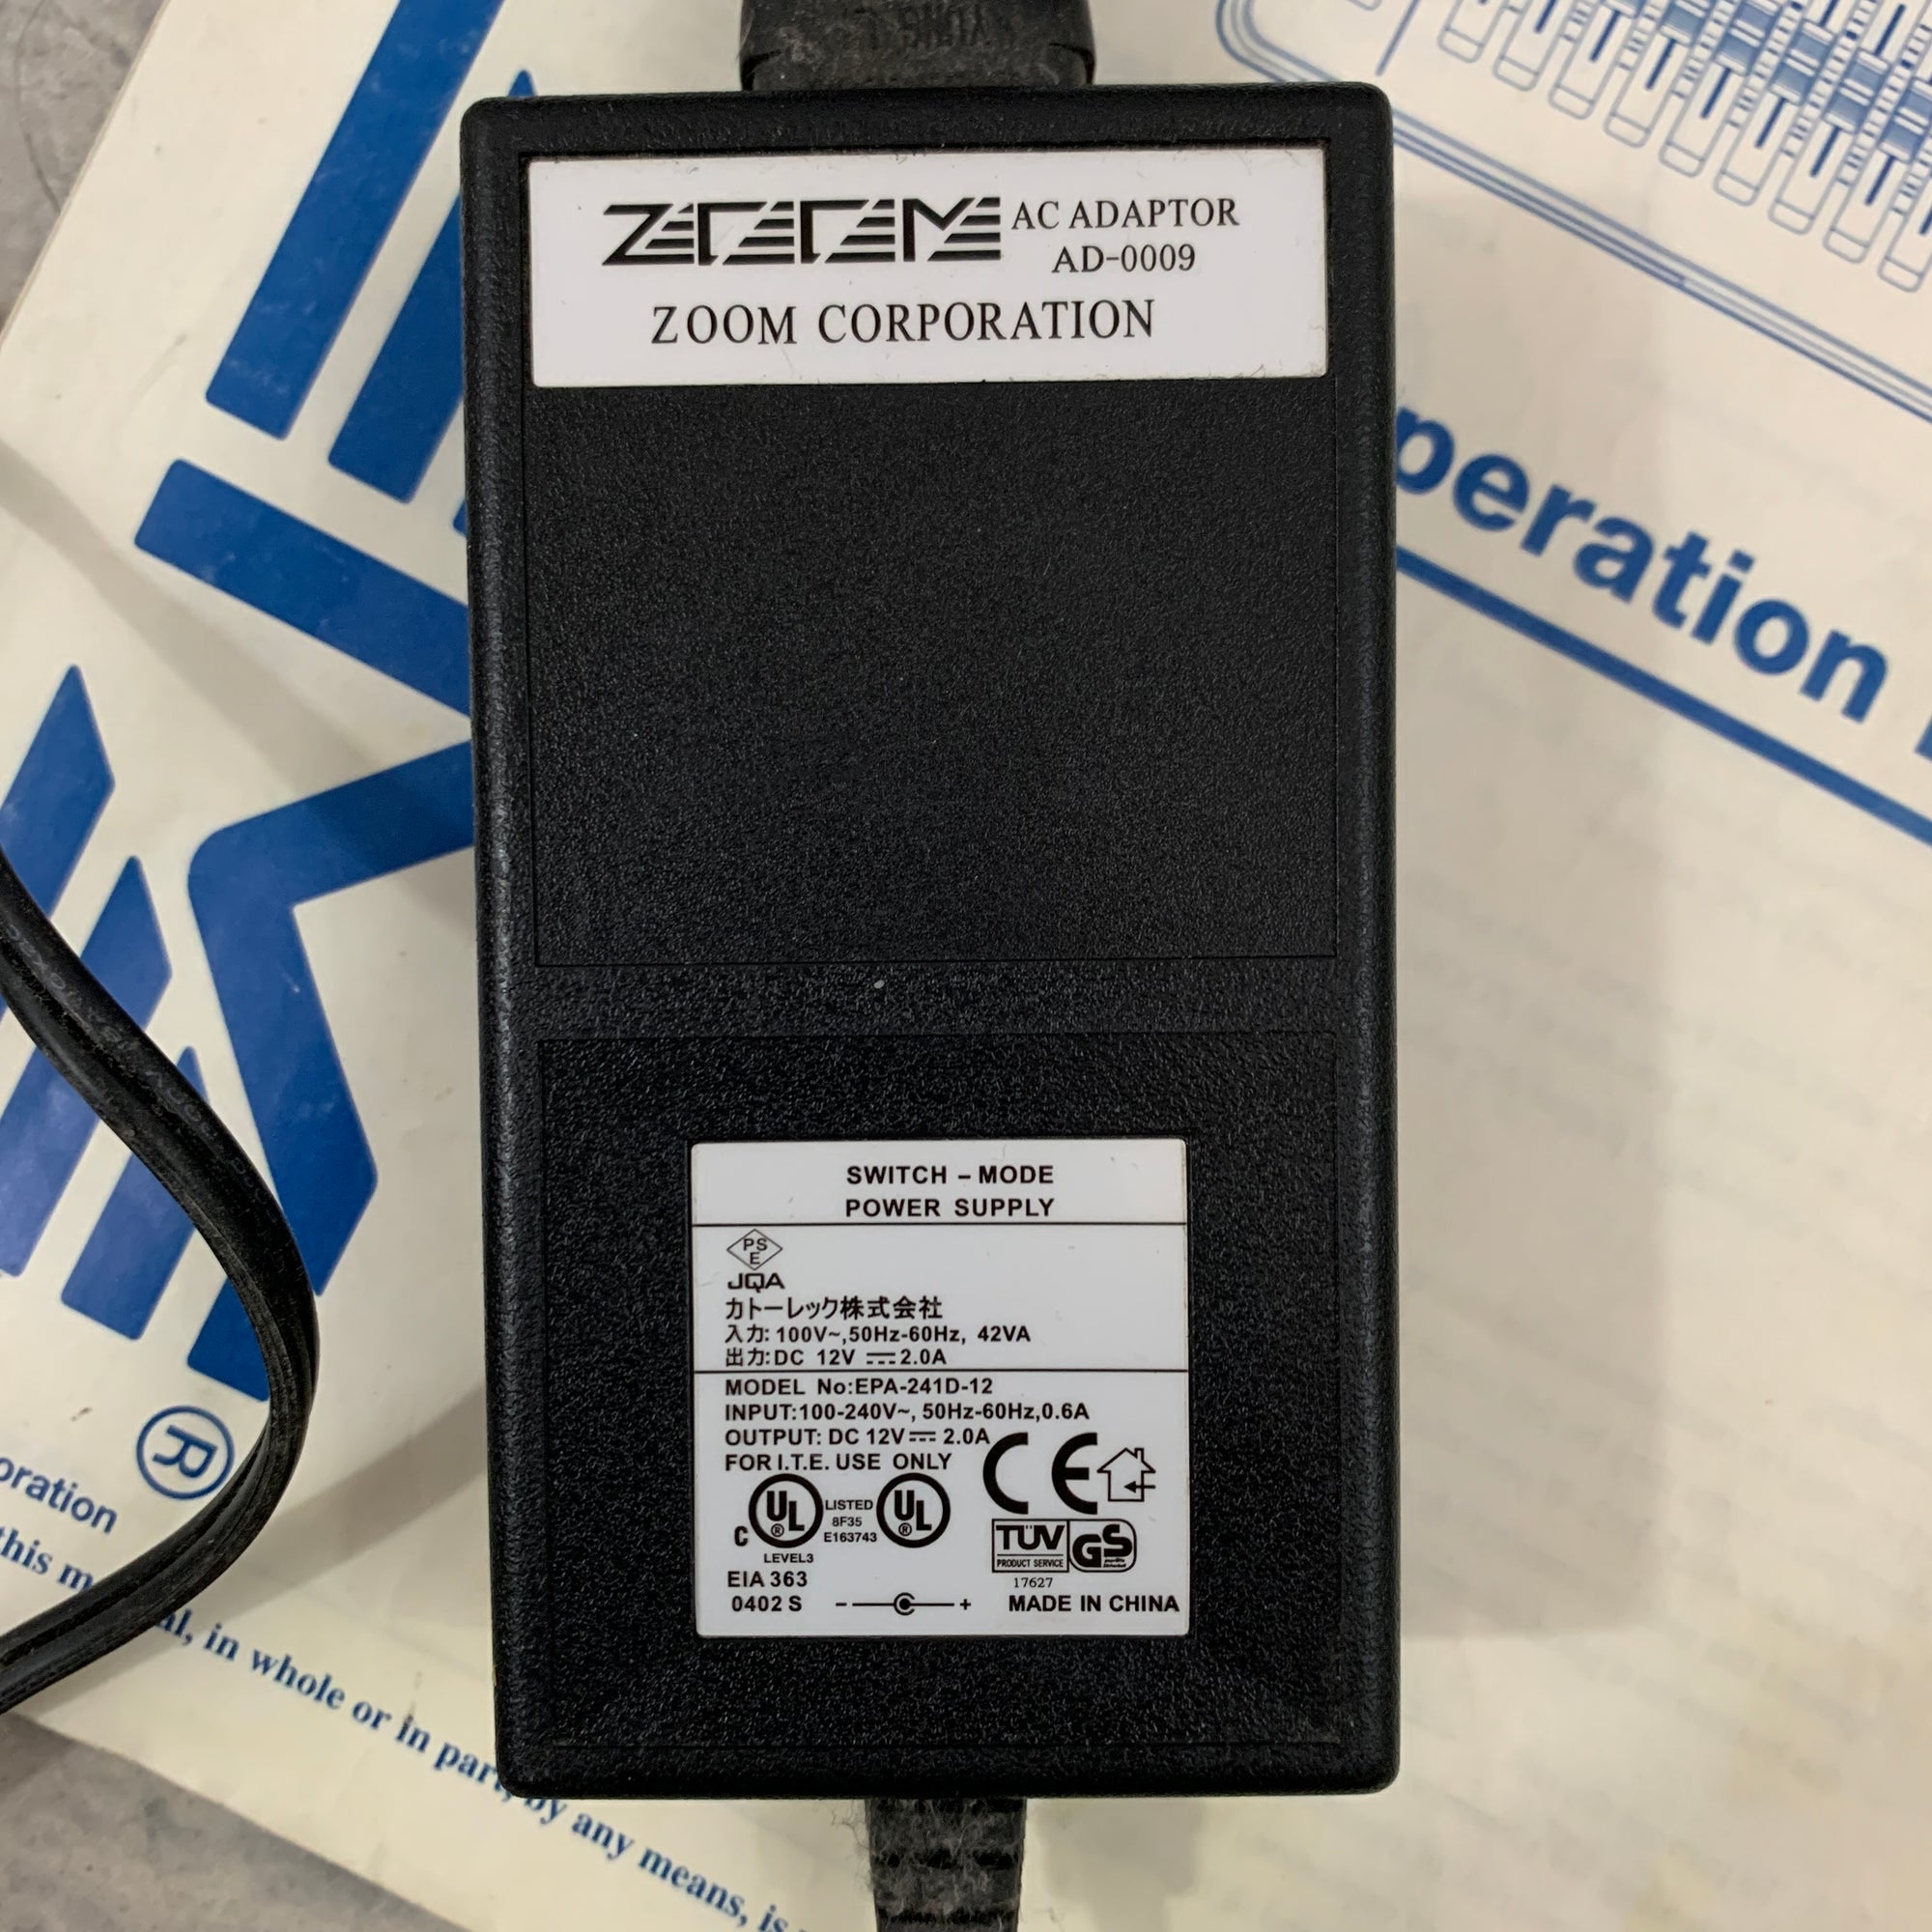 ZOOM AC ADAPTOR
AD-0009
ZOOM CORPORATION
peration
SWITCH – MODE
POWER SUPPLY
PS
E
JQA
カトーレック株式会社
入力: 100V~,50Hz-60Hz, 42VA
出力:DC 12V ⎓ 2.0A
MODEL No:EPA-241D-12
INPUT:100-240V~, 50Hz-60Hz,0.6A
OUTPUT: DC 12V ⎓ 2.0A
FOR I.T.E. USE ONLY
CE
C UL ® LISTED UL ®
8F35
E163743
LEVEL3
TÜV GS
PRODUCT SERVICE
17627
EIA 363
0402 S - + MADE IN CHINA
®
oration
this m al, in whole or in part, by any means, is